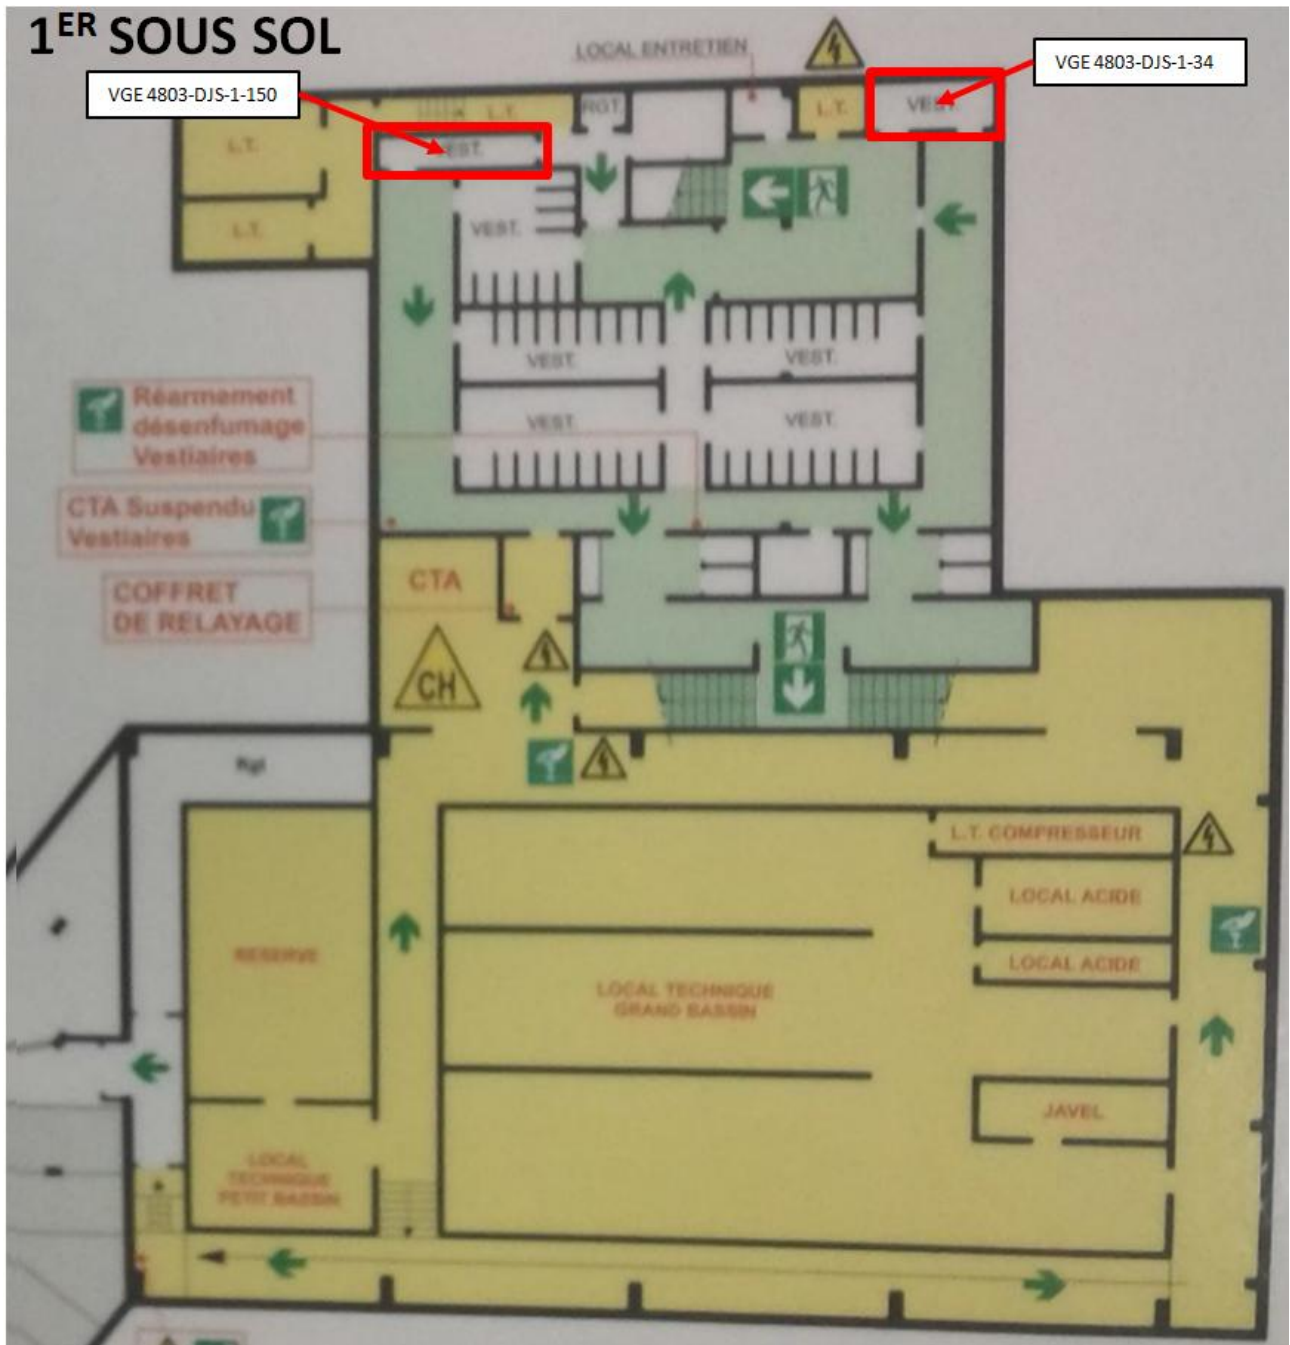 1ER SOUS SOL
VGE 4803-DJS-1-150
LOCAL ENTRETIEN
VGE 4803-DJS-1-34
L.T.
RGT.
L.T.
VEST.
L.T.
EST.
L.T.
VEST.
VEST.
VEST.
VEST.
VEST.
Réarmement
désenfumage
Vestiaires
CTA Suspendu
Vestiaires
COFFRET
DE RELAYAGE
CTA
CH
Rgt
L.T. COMPRESSEUR
LOCAL ACIDE
LOCAL ACIDE
RESERVE
LOCAL TECHNIQUE
GRAND BASSIN
JAVEL
LOCAL
TECHNIQUE
PETIT BASSIN